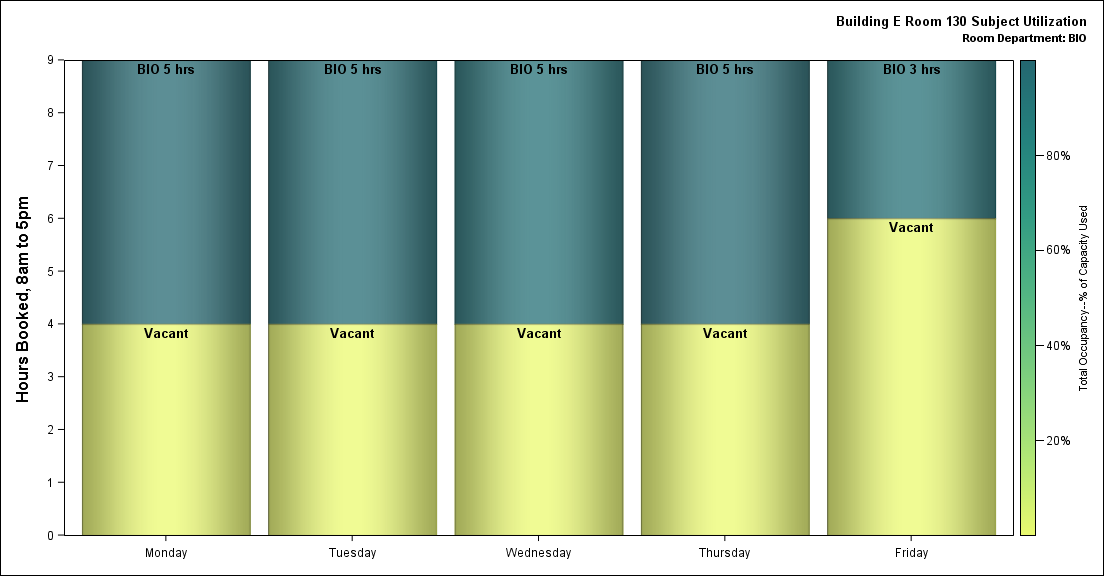 Building E Room 130 Subject Utilization
Room Department: BIO
Hours Booked, 8am to 5pm
9
8
7
6
5
4
3
2
1
0
BIO 5 hrs
Vacant
BIO 5 hrs
Vacant
BIO 5 hrs
Vacant
BIO 5 hrs
Vacant
BIO 3 hrs
Vacant
Monday
Tuesday
Wednesday
Thursday
Friday
80%
60%
40%
20%
Total Occupancy--% of Capacity Used